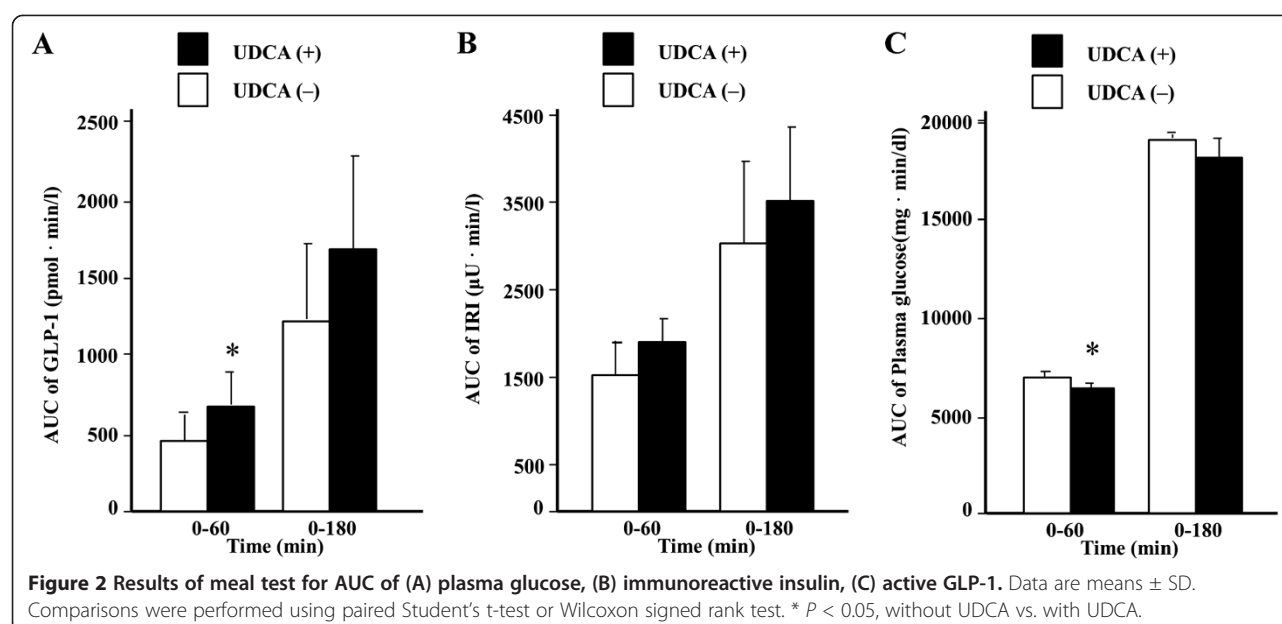 A
UDCA (+)
UDCA (–)
AUC of GLP-1 (pmol · min/l)
2500
2000
1500
1000
500
0
*
0-60
0-180
Time (min)
B
UDCA (+)
UDCA (–)
AUC of IRI (µU · min/l)
4500
3500
2500
1500
500
0
0-60
0-180
Time (min)
C
UDCA (+)
UDCA (–)
AUC of Plasma glucose(mg · min/dl)
20000
15000
10000
5000
0
*
0-60
0-180
Time (min)
Figure 2 Results of meal test for AUC of (A) plasma glucose, (B) immunoreactive insulin, (C) active GLP-1. Data are means ± SD.
Comparisons were performed using paired Student's t-test or Wilcoxon signed rank test. * P < 0.05, without UDCA vs. with UDCA.